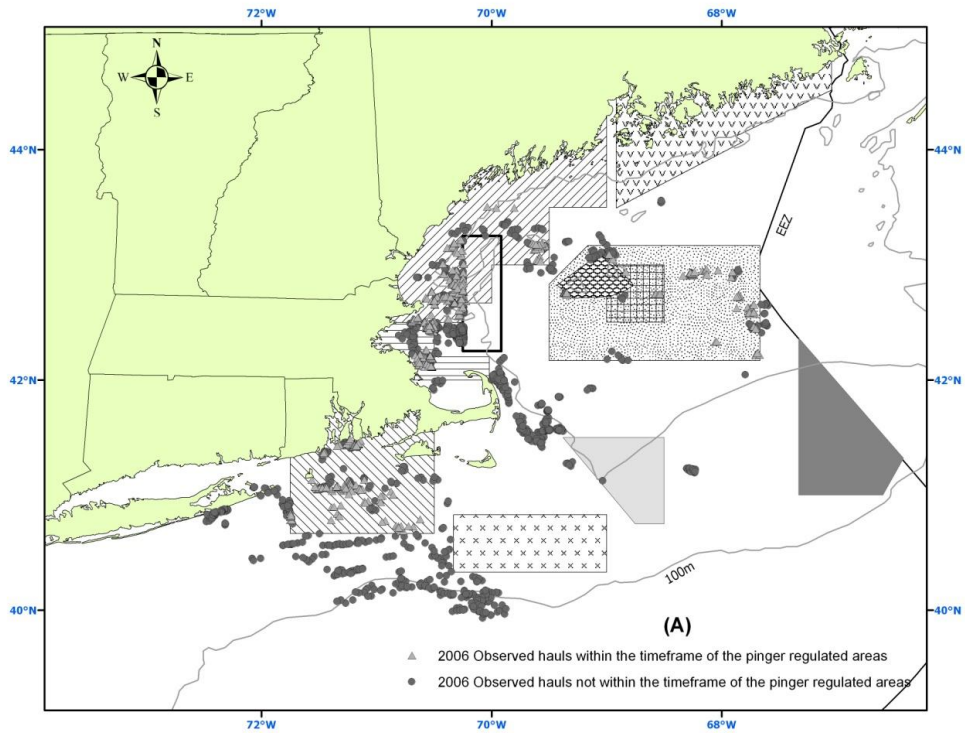 72°W 70°W 68°W
N
W E
S
44°N 44°N
EEZ
42°N 42°N
100m
40°N 40°N
(A)
2006 Observed hauls within the timeframe of the pinger regulated areas
2006 Observed hauls not within the timeframe of the pinger regulated areas
72°W 70°W 68°W